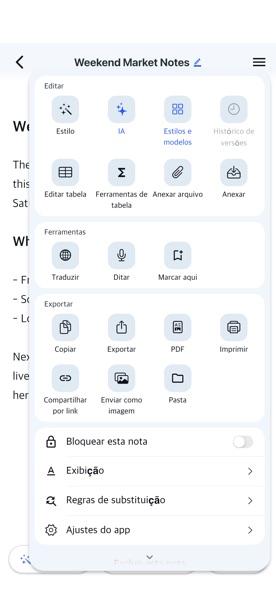 Weekend Market Notes
Editar
Estilo
IA
Estilos e
modelos
Histórico de
versões
Editar tabela
Ferramentas de
tabela
Anexar arquivo
Anexar
Ferramentas
Traduzir
Ditar
Marcar aqui
Exportar
Copiar
Exportar
PDF
Imprimir
Compartilhar
por link
Enviar como
imagem
Pasta
Bloquear esta nota
Exibição
Regras de substituição
Ajustes do app
We
The
this
Sat
Wh
- Fr
- So
- Lo
Nex
live
her